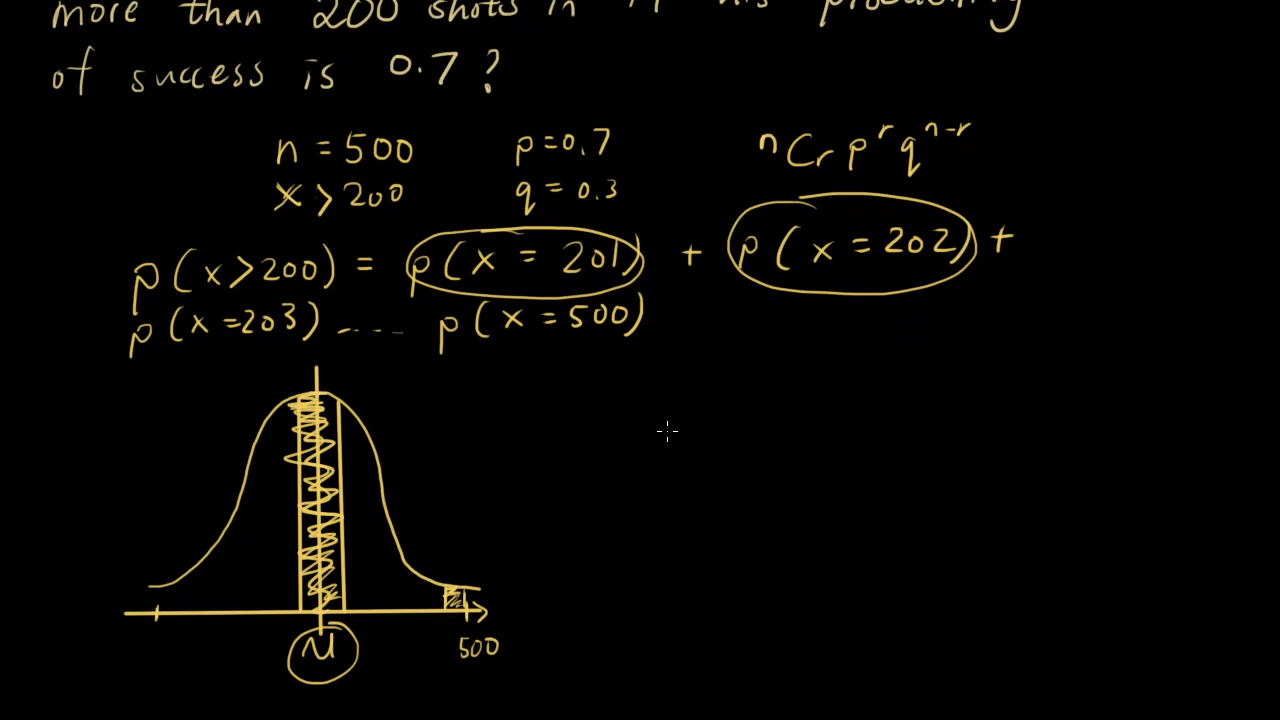 more than 200 shots in if his probability
of success is 0.7?
n = 500 p = 0.7 nCr p^r q^n-r
x > 200 q = 0.3
p(x>200) = p(x = 201) + p(x = 202) +
p(x=203) ---- p(x=500)
μ 500